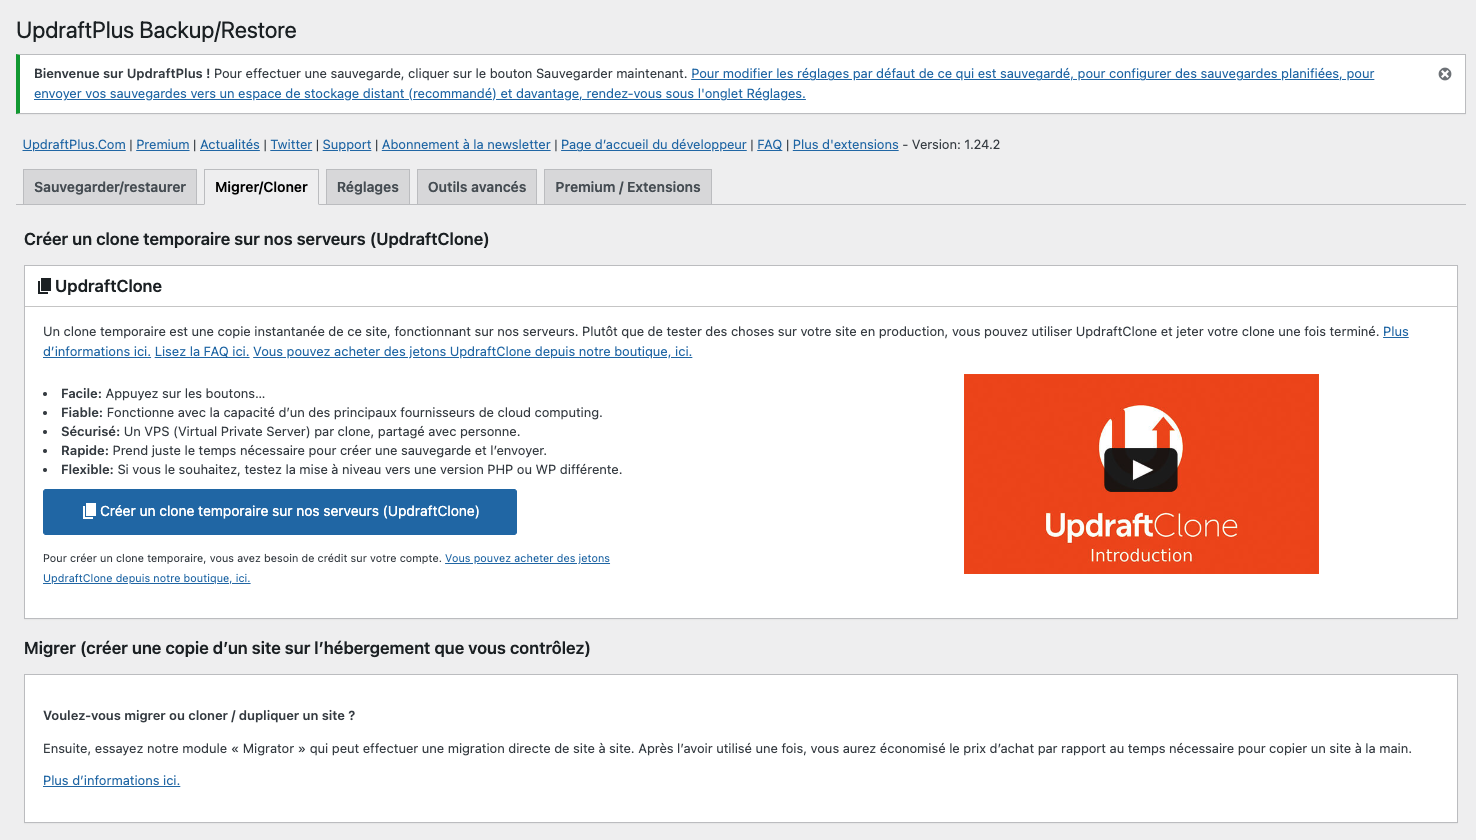 UpdraftPlus Backup/Restore
Bienvenue sur UpdraftPlus ! Pour effectuer une sauvegarde, cliquer sur le bouton Sauvegarder maintenant. Pour modifier les réglages par défaut de ce qui est sauvegardé, pour configurer des sauvegardes planifiées, pour
envoyer vos sauvegardes vers un espace de stockage distant (recommandé) et davantage, rendez-vous sous l'onglet Réglages.
UpdraftPlus.Com | Premium | Actualités | Twitter | Support | Abonnement à la newsletter | Page d’accueil du développeur | FAQ | Plus d'extensions - Version: 1.24.2
Sauvegarder/restaurer Migrer/Cloner Réglages Outils avancés Premium / Extensions
Créer un clone temporaire sur nos serveurs (UpdraftClone)
UpdraftClone
Un clone temporaire est une copie instantanée de ce site, fonctionnant sur nos serveurs. Plutôt que de tester des choses sur votre site en production, vous pouvez utiliser UpdraftClone et jeter votre clone une fois terminé. Plus
d’informations ici. Lisez la FAQ ici. Vous pouvez acheter des jetons UpdraftClone depuis notre boutique, ici.
• Facile: Appuyez sur les boutons…
• Fiable: Fonctionne avec la capacité d’un des principaux fournisseurs de cloud computing.
• Sécurisé: Un VPS (Virtual Private Server) par clone, partagé avec personne.
• Rapide: Prend juste le temps nécessaire pour créer une sauvegarde et l’envoyer.
• Flexible: Si vous le souhaitez, testez la mise à niveau vers une version PHP ou WP différente.
Créer un clone temporaire sur nos serveurs (UpdraftClone)
Pour créer un clone temporaire, vous avez besoin de crédit sur votre compte. Vous pouvez acheter des jetons
UpdraftClone depuis notre boutique, ici.
UpdraftClone
Introduction
Migrer (créer une copie d’un site sur l’hébergement que vous contrôlez)
Voulez-vous migrer ou cloner / dupliquer un site ?
Ensuite, essayez notre module « Migrator » qui peut effectuer une migration directe de site à site. Après l’avoir utilisé une fois, vous aurez économisé le prix d’achat par rapport au temps nécessaire pour copier un site à la main.
Plus d’informations ici.